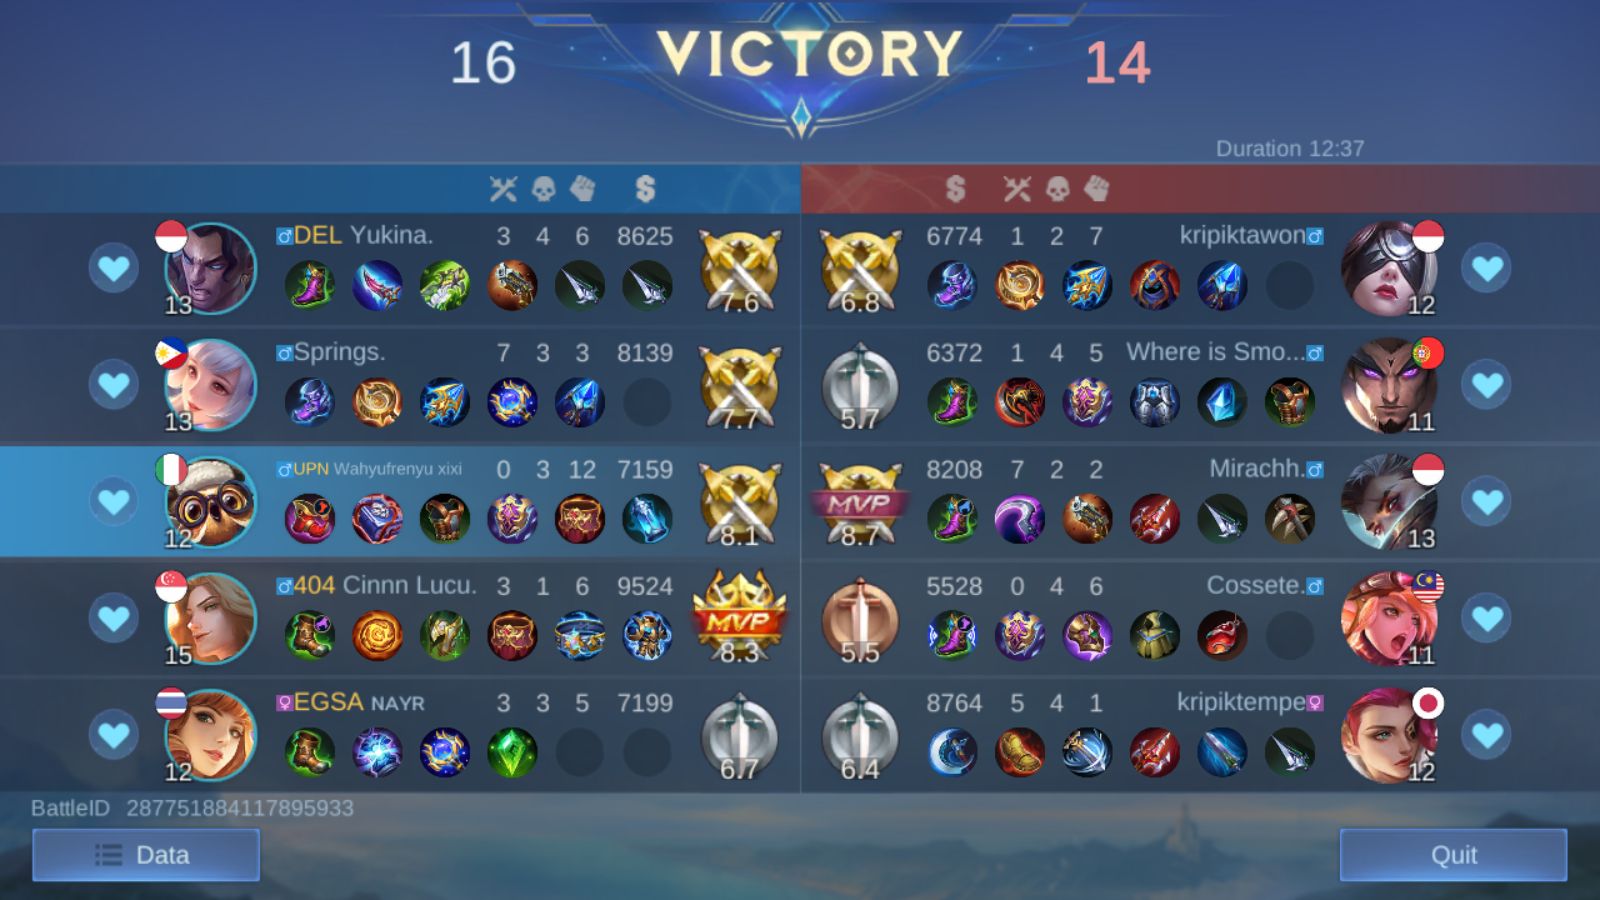 16 VICTORY 14
Duration 12:37
DEL Yukina. 3 4 6 8625
13 7.6
6774 1 2 7 kripiktawon
6.8 12
Springs. 7 3 3 8139
13 7.7
6372 1 4 5 Where is Smo...
5.7 11
UPN Wahyufrenyu xixi 0 3 12 7159
12 8.1
8208 7 2 2 Mirachh.
MVP
8.7 13
404 Cinnn Lucu. 3 1 6 9524
MVP
15 8.3
5528 0 4 6 Cossete.
5.5 11
EGSA NAYR 3 3 5 7199
12 6.7
8764 5 4 1 kripiktempe
6.4 12
BattleID 287751884117895933
Data
Quit